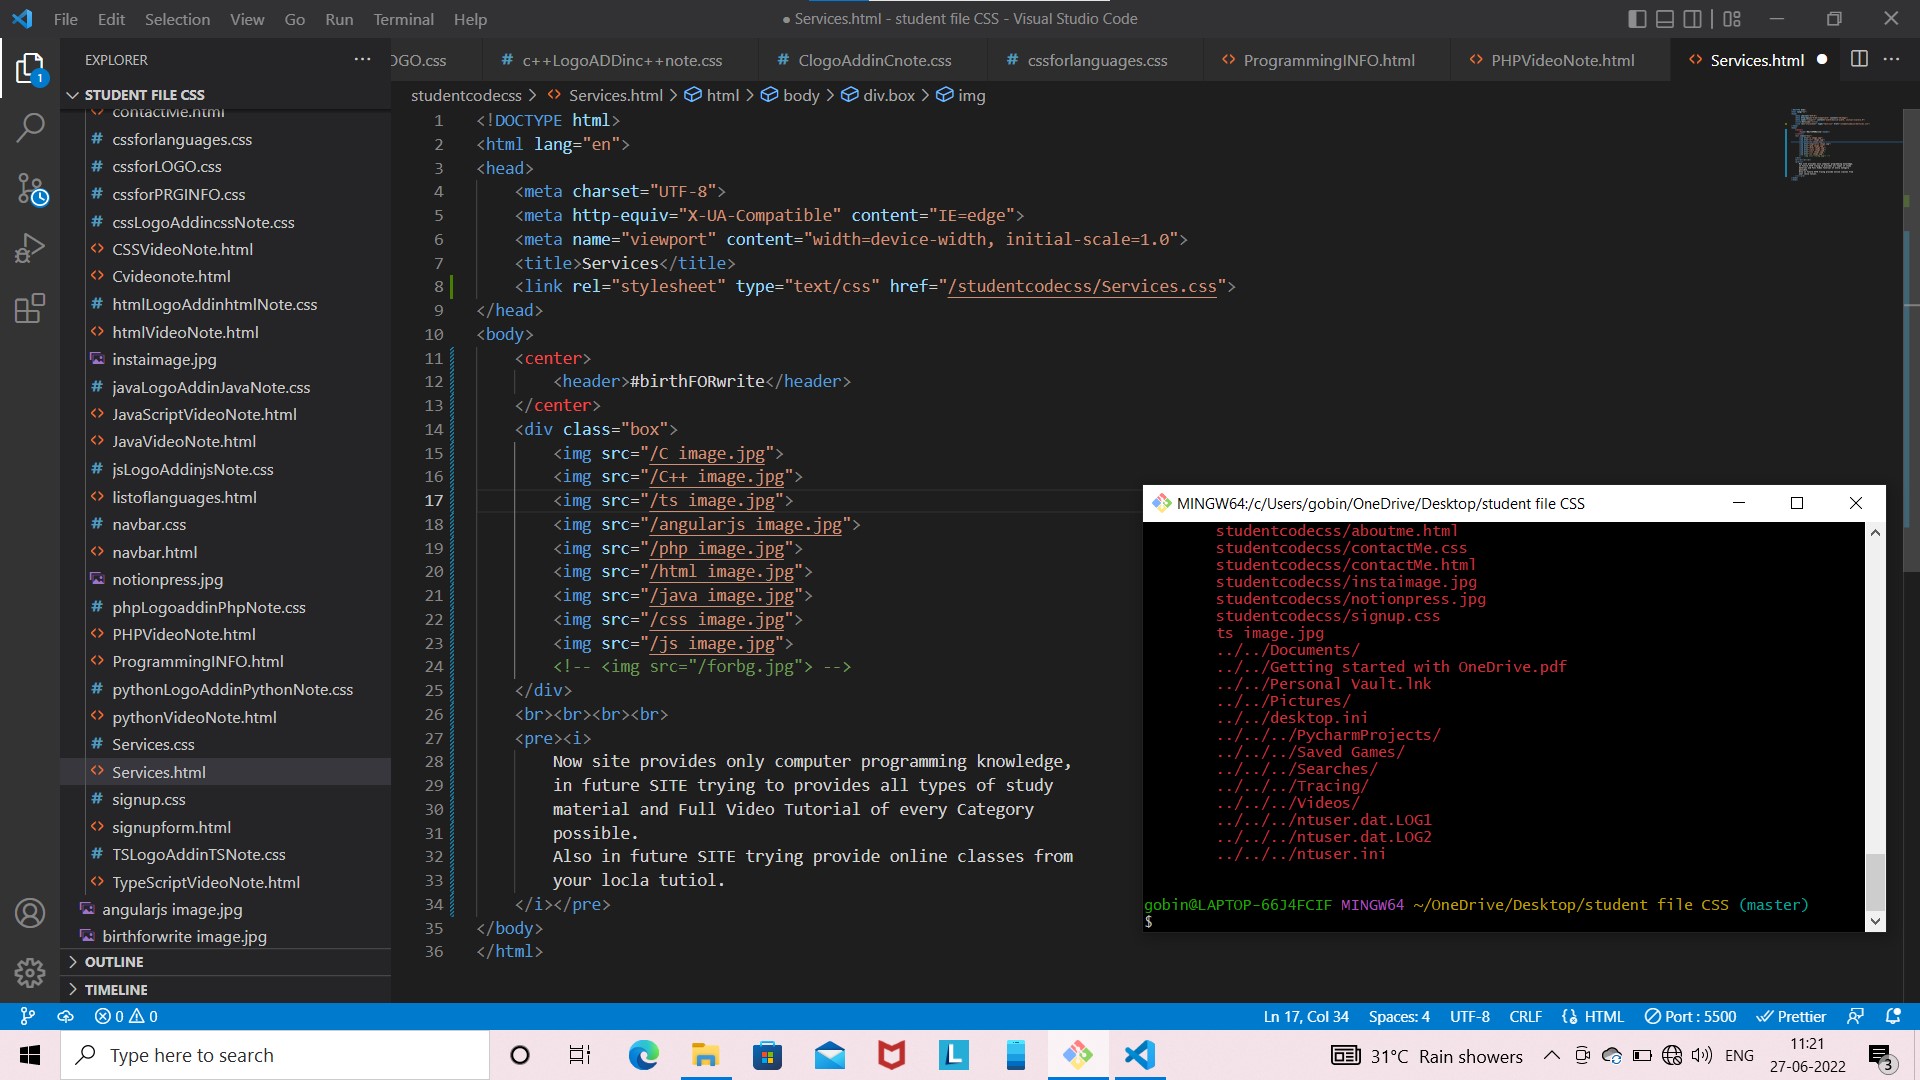 File Edit Selection View Go Run Terminal Help
● Services.html - student file CSS - Visual Studio Code
EXPLORER ...
OGO.css # c++LogoADDinc++note.css # ClogoAddinCnote.css # cssforlanguages.css <> ProgrammingINFO.html <> PHPVideoNote.html <> Services.html ●
STUDENT FILE CSS
studentcodecss > <> Services.html > html > body > div.box > img
<> contactMe.html
# cssforlanguages.css
# cssforLOGO.css
# cssforPRGINFO.css
# cssLogoAddincssNote.css
<> CSSVideoNote.html
<> Cvideonote.html
<> htmlLogoAddinhtmlNote.css
<> htmlVideoNote.html
instaimage.jpg
# javaLogoAddinJavaNote.css
<> JavaScriptVideoNote.html
<> JavaVideoNote.html
# jsLogoAddinjsNote.css
<> listoflanguages.html
# navbar.css
<> navbar.html
notionpress.jpg
# phpLogoaddinPhpNote.css
<> PHPVideoNote.html
<> ProgrammingINFO.html
# pythonLogoAddinPythonNote.css
<> pythonVideoNote.html
# Services.css
<> Services.html
# signup.css
<> signupform.html
# TSLogoAddinTSNote.css
<> TypeScriptVideoNote.html
angularjs image.jpg
birthforwrite image.jpg
OUTLINE
TIMELINE
1 <!DOCTYPE html>
2 <html lang="en">
3 <head>
4 <meta charset="UTF-8">
5 <meta http-equiv="X-UA-Compatible" content="IE=edge">
6 <meta name="viewport" content="width=device-width, initial-scale=1.0">
7 <title>Services</title>
8 <link rel="stylesheet" type="text/css" href="/studentcodecss/Services.css">
9 </head>
10 <body>
11 <center>
12 <header>#birthFORwrite</header>
13 </center>
14 <div class="box">
15 <img src="/C image.jpg">
16 <img src="/C++ image.jpg">
17 <img src="/ts image.jpg">
18 <img src="/angularjs image.jpg">
19 <img src="/php image.jpg">
20 <img src="/html image.jpg">
21 <img src="/java image.jpg">
22 <img src="/css image.jpg">
23 <img src="/js image.jpg">
24 <!-- <img src="/forbg.jpg"> -->
25 </div>
26 <br><br><br><br>
27 <pre><i>
28 Now site provides only computer programming knowledge,
29 in future SITE trying to provides all types of study
30 material and Full Video Tutorial of every Category
31 possible.
32 Also in future SITE trying provide online classes from
33 your locla tutiol.
34 </i></pre>
35 </body>
36 </html>
MINGW64:/c/Users/gobin/OneDrive/Desktop/student file CSS
studentcodecss/aboutme.html
studentcodecss/contactMe.css
studentcodecss/contactMe.html
studentcodecss/instaimage.jpg
studentcodecss/notionpress.jpg
studentcodecss/signup.css
ts image.jpg
../../Documents/
../../Getting started with OneDrive.pdf
../../Personal Vault.lnk
../../Pictures/
../../desktop.ini
../../../PycharmProjects/
../../../Saved Games/
../../../Searches/
../../../Tracing/
../../../Videos/
../../../ntuser.dat.LOG1
../../../ntuser.dat.LOG2
../../../ntuser.ini
gobin@LAPTOP-66J4FCIF MINGW64 ~/OneDrive/Desktop/student file CSS (master)
$
0 0 Ln 17, Col 34 Spaces: 4 UTF-8 CRLF HTML Port : 5500 Prettier
Type here to search
31°C Rain showers ENG 11:21
27-06-2022
3